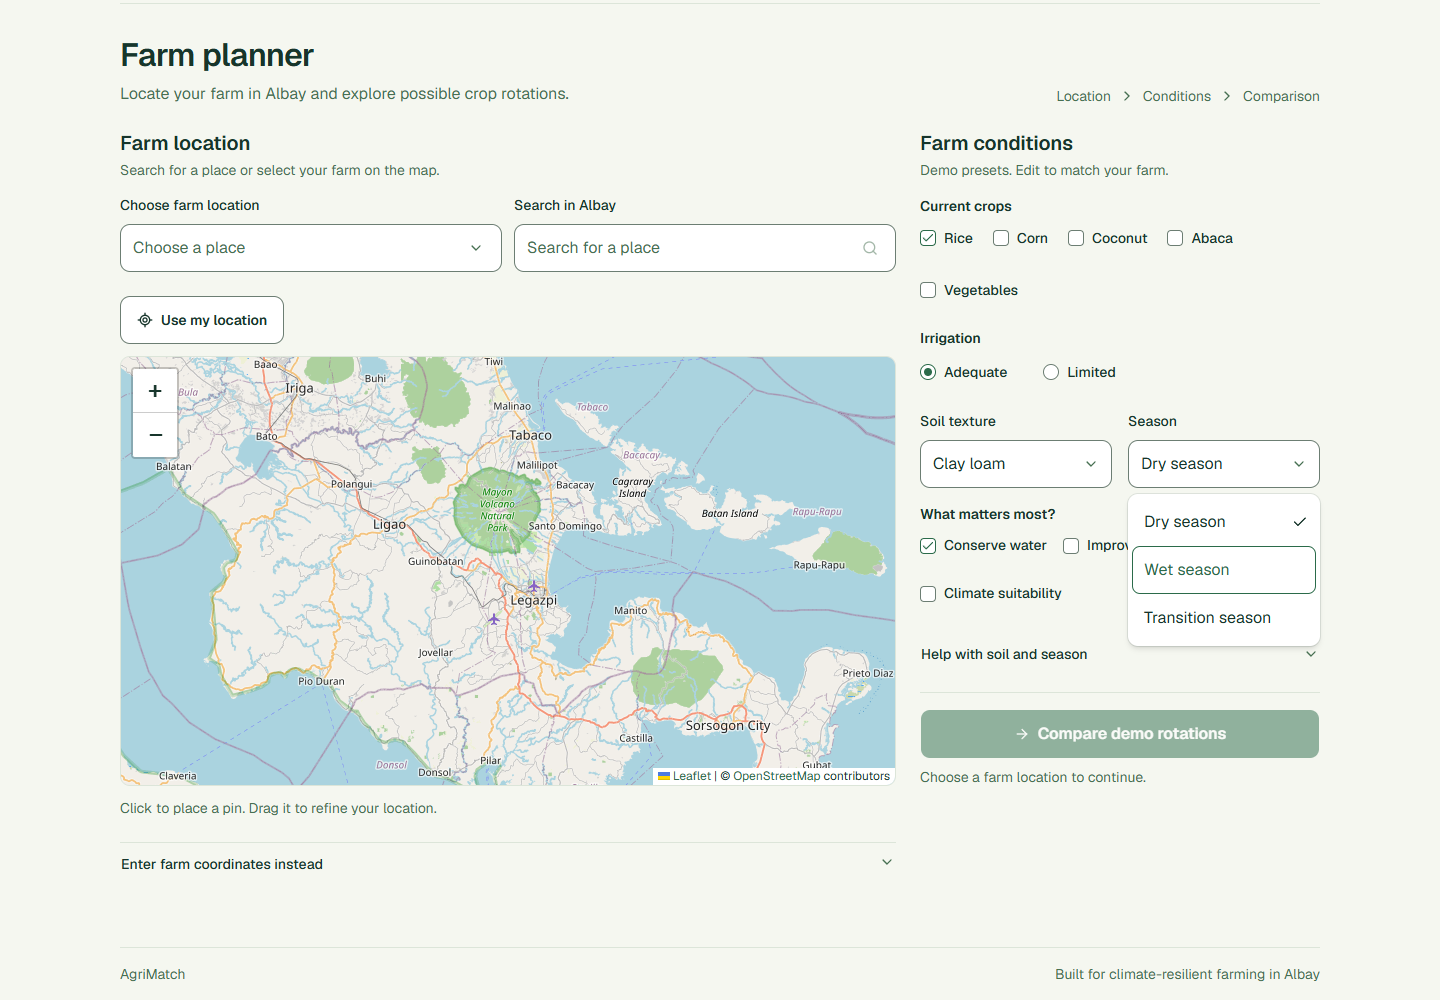 Farm planner
Locate your farm in Albay and explore possible crop rotations.
Location > Conditions > Comparison
Farm location
Search for a place or select your farm on the map.
Choose farm location
Search in Albay
Choose a place
Search for a place
Use my location
+
−
Baao
Tiwi
Buhi
Iriga
Bula
Malinao
Tabaco
Bato
Tabaco
Balatan
Malilipot
Bacacay
Polangui
Mayon
Volcano
Natural
Park
Bacacay
Cagraray
Island
Batan Island
Rapu-Rapu
Ligao
Santo Domingo
Guinobatan
Rapu-Rapu
Legazpi
Manito
Jovellar
Pio Duran
Prieto Diaz
Sorsogon City
Castilla
Donsol
Donsol
Pilar
Gubat
Claveria
Leaflet | © OpenStreetMap contributors
Click to place a pin. Drag it to refine your location.
Enter farm coordinates instead
Farm conditions
Demo presets. Edit to match your farm.
Current crops
Rice
Corn
Coconut
Abaca
Vegetables
Irrigation
Adequate
Limited
Soil texture
Season
Clay loam
Dry season
Dry season
Wet season
Transition season
What matters most?
Conserve water
Improv
Climate suitability
Help with soil and season
→ Compare demo rotations
Choose a farm location to continue.
AgriMatch
Built for climate-resilient farming in Albay